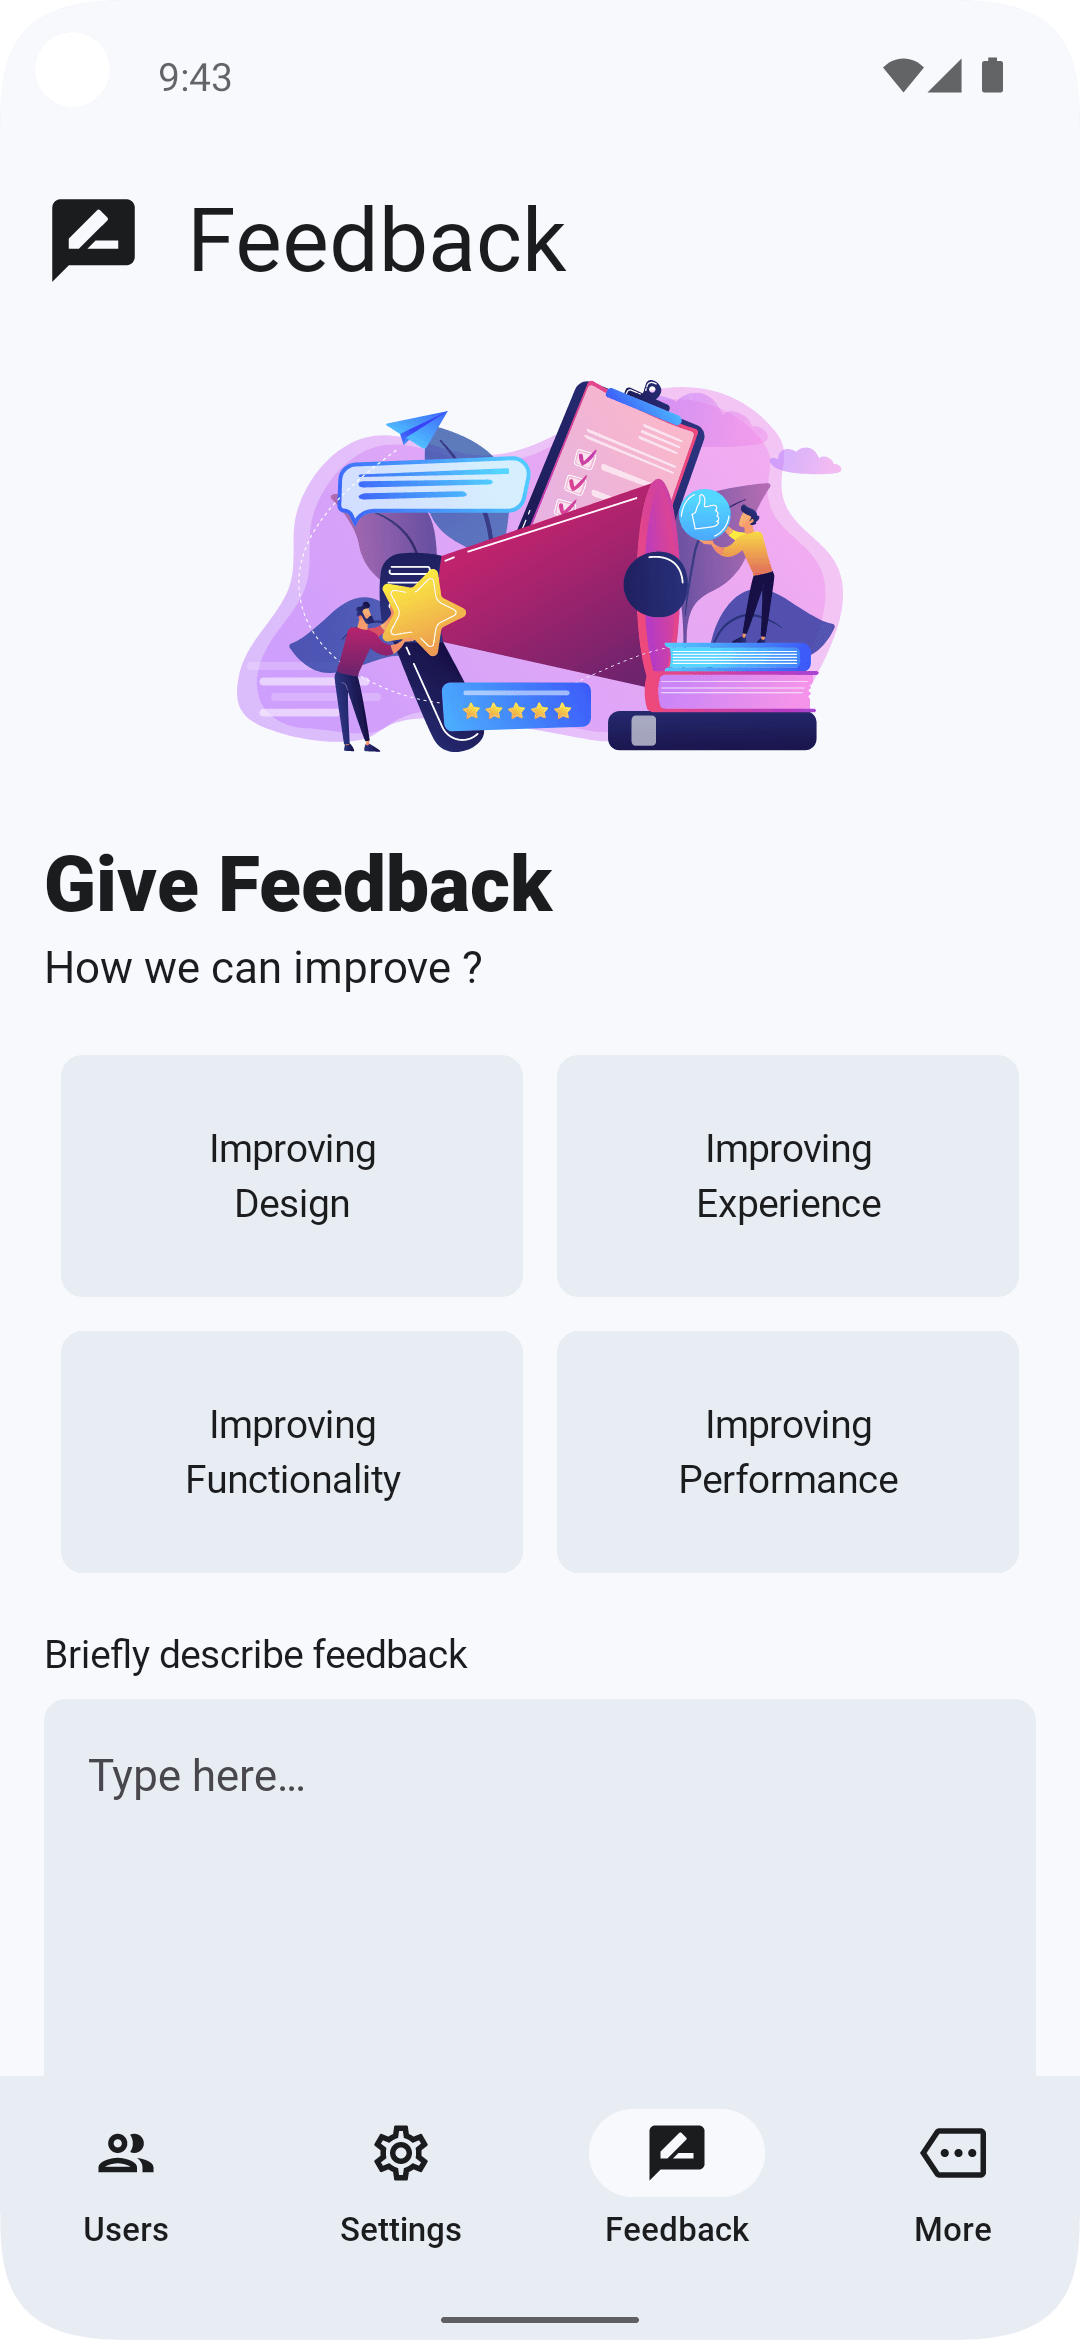 9:43
Feedback
Give Feedback
How we can improve ?
Improving
Design
Improving
Experience
Improving
Functionality
Improving
Performance
Briefly describe feedback
Type here...
Users
Settings
Feedback
More